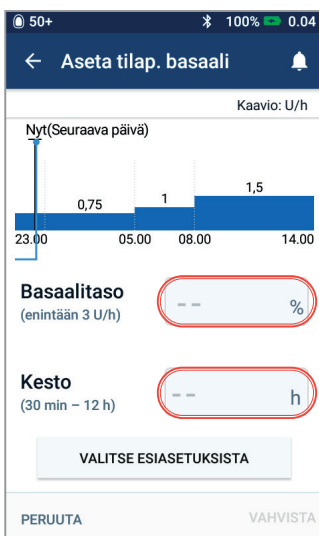 50+ 100% 0.04
Aseta tilap. basaali
Kaavio: U/h
Nyt(Seuraava päivä)
0,75 1 1,5
23.00 05.00 08.00 14.00
Basaalitaso
(enintään 3 U/h)
-- %
Kesto
(30 min – 12 h)
-- h
VALITSE ESIASETUKSISTA
PERUUTA VAHVISTA